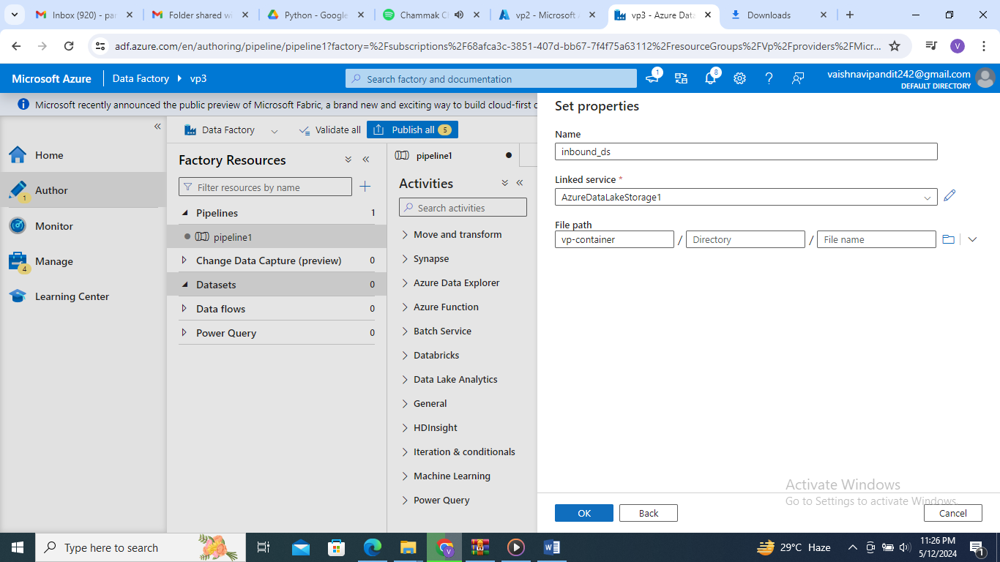 Inbox (920) - pa
Folder shared wi
Python - Google
Chammak C
vp2 - Microsoft
vp3 - Azure Data
Downloads
adf.azure.com/en/authoring/pipeline/pipeline1?factory=%2Fsubscriptions%2F68afca3c-3851-407d-bb67-7f4f75a63112%2FresourceGroups%2FVp%2Fproviders%2FMicr...
V
Microsoft Azure
Data Factory
vp3
Search factory and documentation
1
8
?
vaishnavipandit242@gmail.com
DEFAULT DIRECTORY
Microsoft recently announced the public preview of Microsoft Fabric, a brand new and exciting way to build cloud-first
Home
Author
1
Monitor
Manage
4
Learning Center
Data Factory
Validate all
Publish all 5
Factory Resources
Filter resources by name
Pipelines 1
pipeline1
Change Data Capture (preview) 0
Datasets 0
Data flows 0
Power Query 0
pipeline1
Activities
Search activities
Move and transform
Synapse
Azure Data Explorer
Azure Function
Batch Service
Databricks
Data Lake Analytics
General
HDInsight
Iteration & conditionals
Machine Learning
Power Query
Set properties
Name
inbound_ds
Linked service *
AzureDataLakeStorage1
File path
vp-container / Directory / File name
Activate Windows
Go to Settings to activate Windows.
OK
Back
Cancel
Type here to search
V
W
29°C Haze
11:26 PM
5/12/2024
1